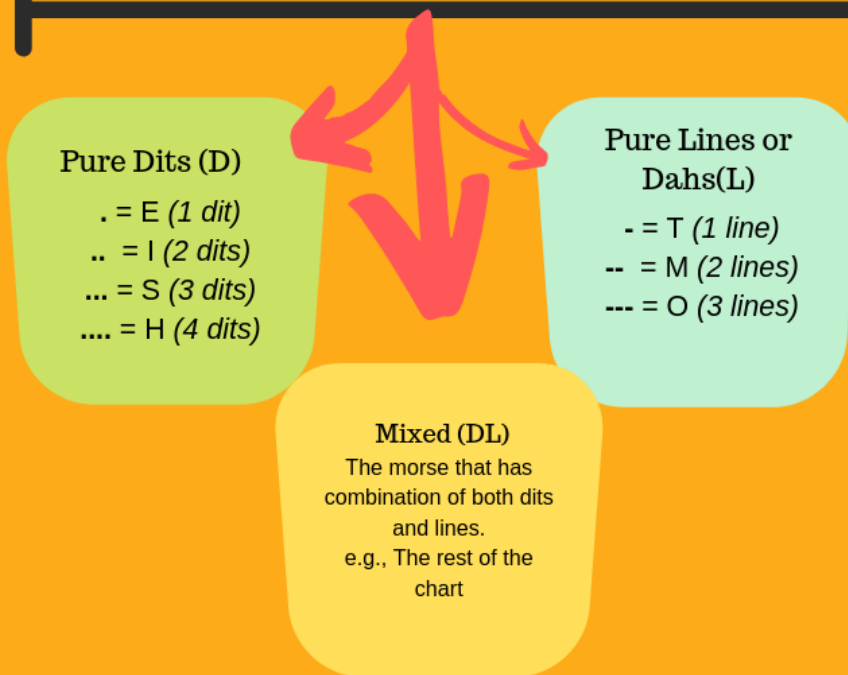 Pure Dits (D)
. = E (1 dit)
.. = I (2 dits)
... = S (3 dits)
.... = H (4 dits)
Pure Lines or
Dahs(L)
- = T (1 line)
-- = M (2 lines)
--- = O (3 lines)
Mixed (DL)
The morse that has
combination of both dits
and lines.
e.g., The rest of the
chart